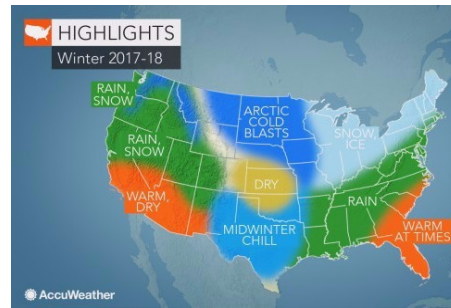 HIGHLIGHTS
Winter 2017-18
RAIN,
SNOW
ARCTIC
COLD
BLASTS
SNOW,
ICE
RAIN,
SNOW
DRY
WARM,
DRY
RAIN
MIDWINTER
CHILL
WARM
AT TIMES
AccuWeather